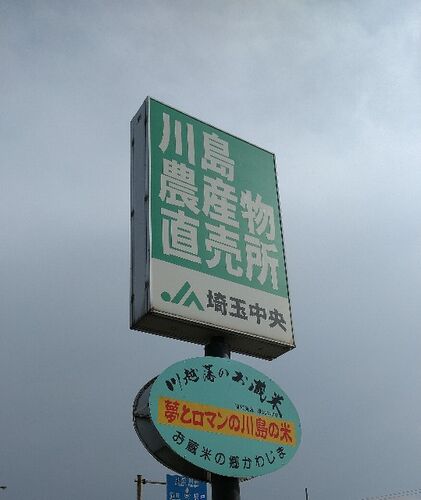 川島
農産物
直売所
JA埼玉中央
川越藩のお蔵米
夢とロマンの川島の米
お蔵米の郷かわじま